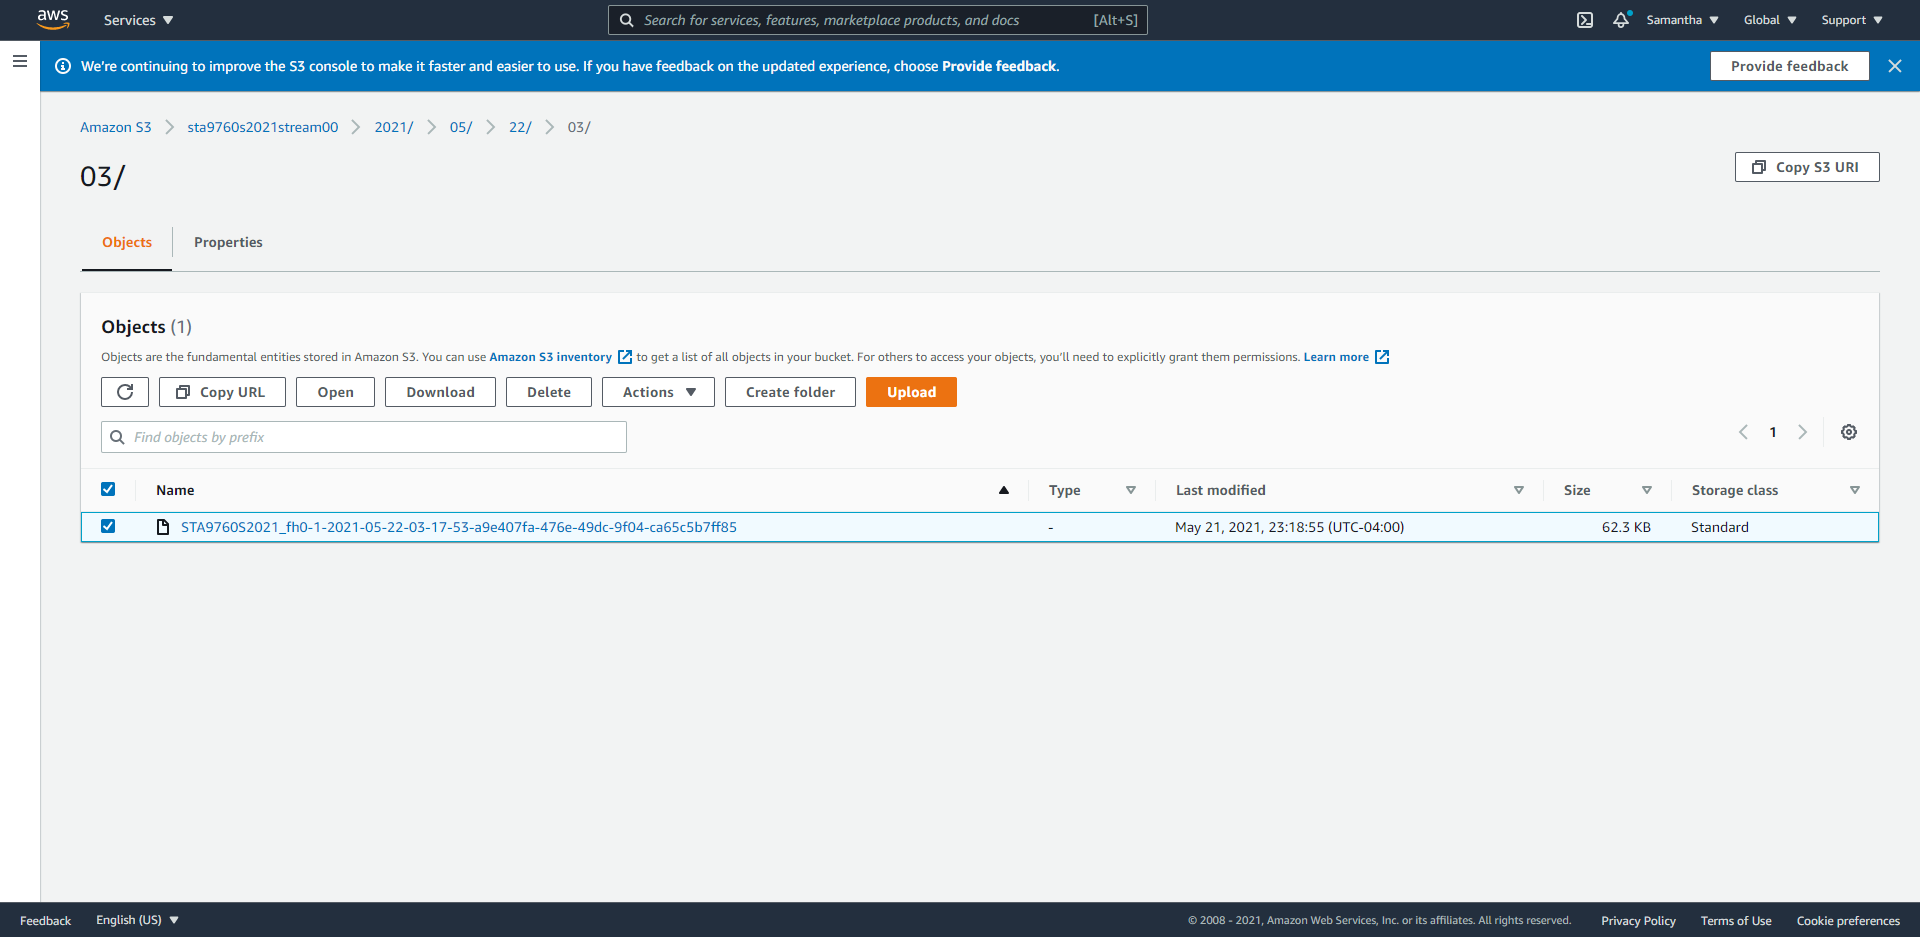 aws Services Search for services, features, marketplace products, and docs [Alt+S] Samantha Global Support
We're continuing to improve the S3 console to make it faster and easier to use. If you have feedback on the updated experience, choose Provide feedback. Provide feedback
Amazon S3 sta9760s2021stream00 2021/ 05/ 22/ 03/
03/ Copy S3 URI
Objects Properties
Objects (1)
Objects are the fundamental entities stored in Amazon S3. You can use Amazon S3 inventory to get a list of all objects in your bucket. For others to access your objects, you'll need to explicitly grant them permissions. Learn more
Copy URL Open Download Delete Actions Create folder Upload
Find objects by prefix 1
Name Type Last modified Size Storage class
STA9760S2021_fh0-1-2021-05-22-03-17-53-a9e407fa-476e-49dc-9f04-ca65c5b7ff85 - May 21, 2021, 23:18:55 (UTC-04:00) 62.3 KB Standard
Feedback English (US) © 2008 - 2021, Amazon Web Services, Inc. or its affiliates. All rights reserved. Privacy Policy Terms of Use Cookie preferences